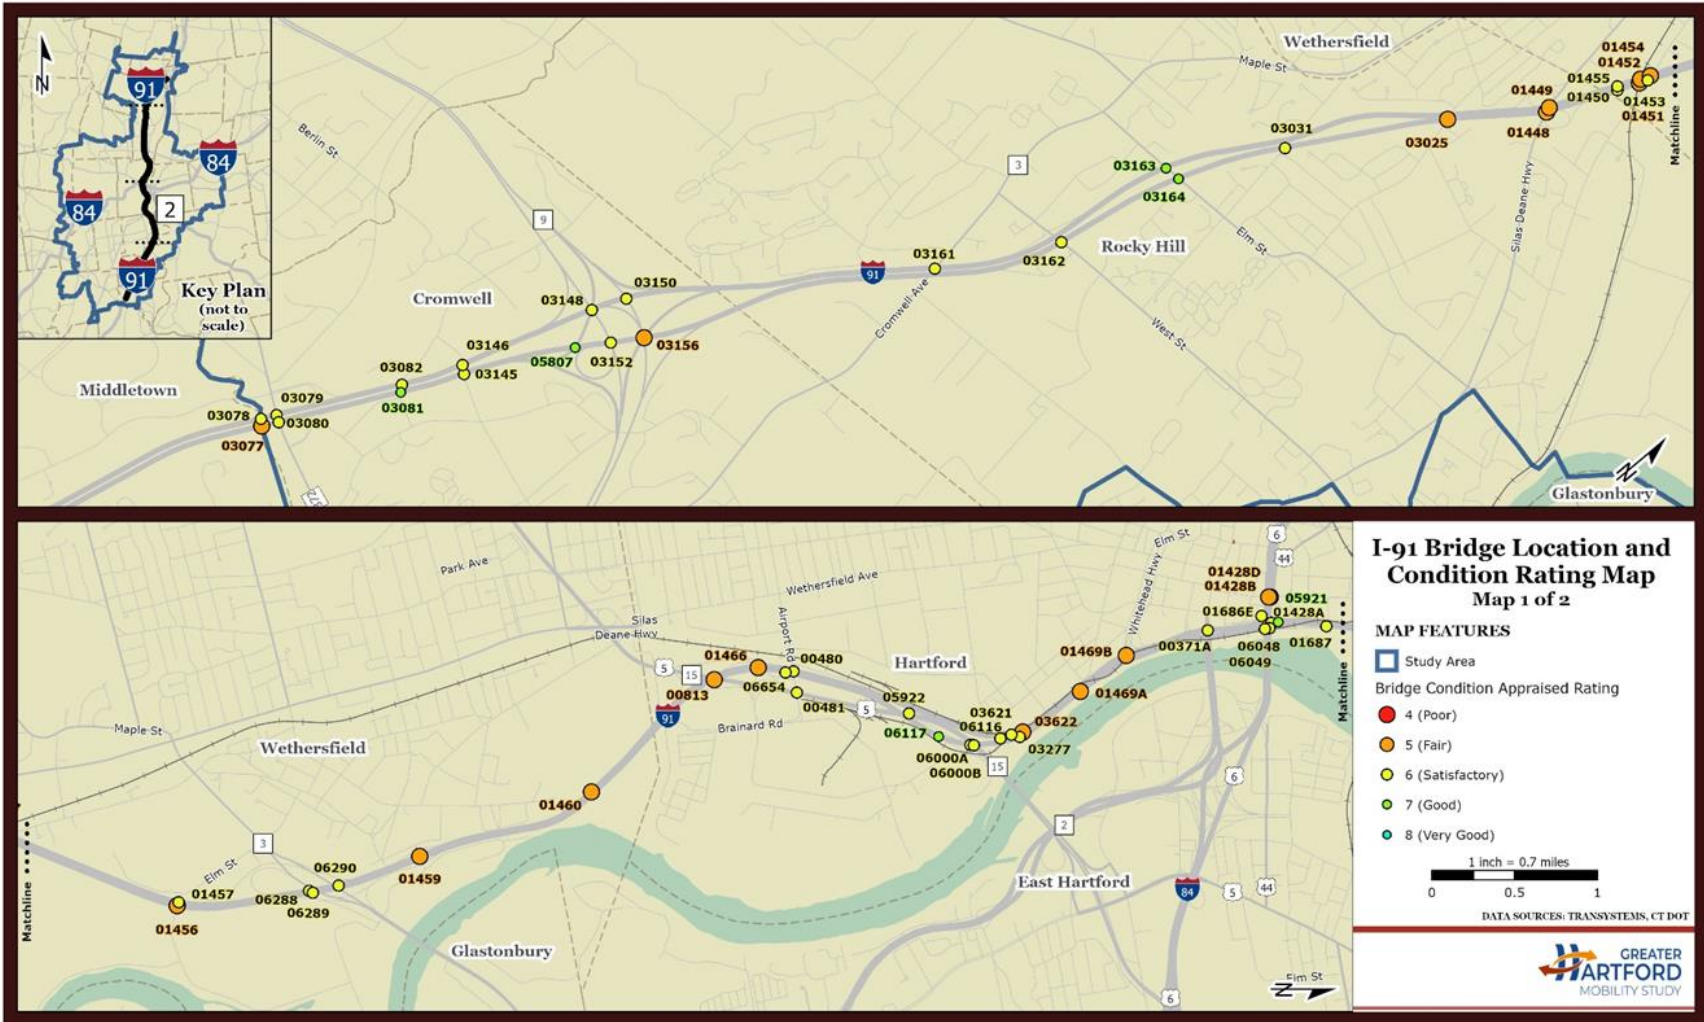 Wethersfield
Maple St
01454
01452
01455
01450
01453
01451
01449
01448
Matchline
03025
03031
Silas Deane Hwy
91
84
84
2
91
N
Key Plan
(not to
scale)
Berlin St
9
3
03163
03164
Elm St
Rocky Hill
03162
03161
91
Cromwell Ave
West St
Cromwell
03150
03148
03156
03152
05807
03146
03145
03082
03081
Middletown
03079
03078
03080
03077
372
N
Glastonbury
Park Ave
Wethersfield Ave
Silas
Deane Hwy
Airport Rd
5
15
01466
00813
00480
06654
00481
91
Brainard Rd
Hartford
5
05922
06117
06000A
06000B
03621
06116
03622
03277
15
01469A
01469B
Whitehead Hwy
Elm St
6
44
01428D
01428B
05921
01686E
01428A
00371A
06048
06049
01687
Matchline
Maple St
Wethersfield
01460
3
Elm St
01457
01456
06290
06288
06289
01459
Matchline
Glastonbury
2
6
East Hartford
84
5
44
6
Elm St
N
I-91 Bridge Location and
Condition Rating Map
Map 1 of 2
MAP FEATURES
Study Area
Bridge Condition Appraised Rating
4 (Poor)
5 (Fair)
6 (Satisfactory)
7 (Good)
8 (Very Good)
1 inch = 0.7 miles
0 0.5 1
DATA SOURCES: TRANSYSTEMS, CT DOT
GREATER
HARTFORD
MOBILITY STUDY